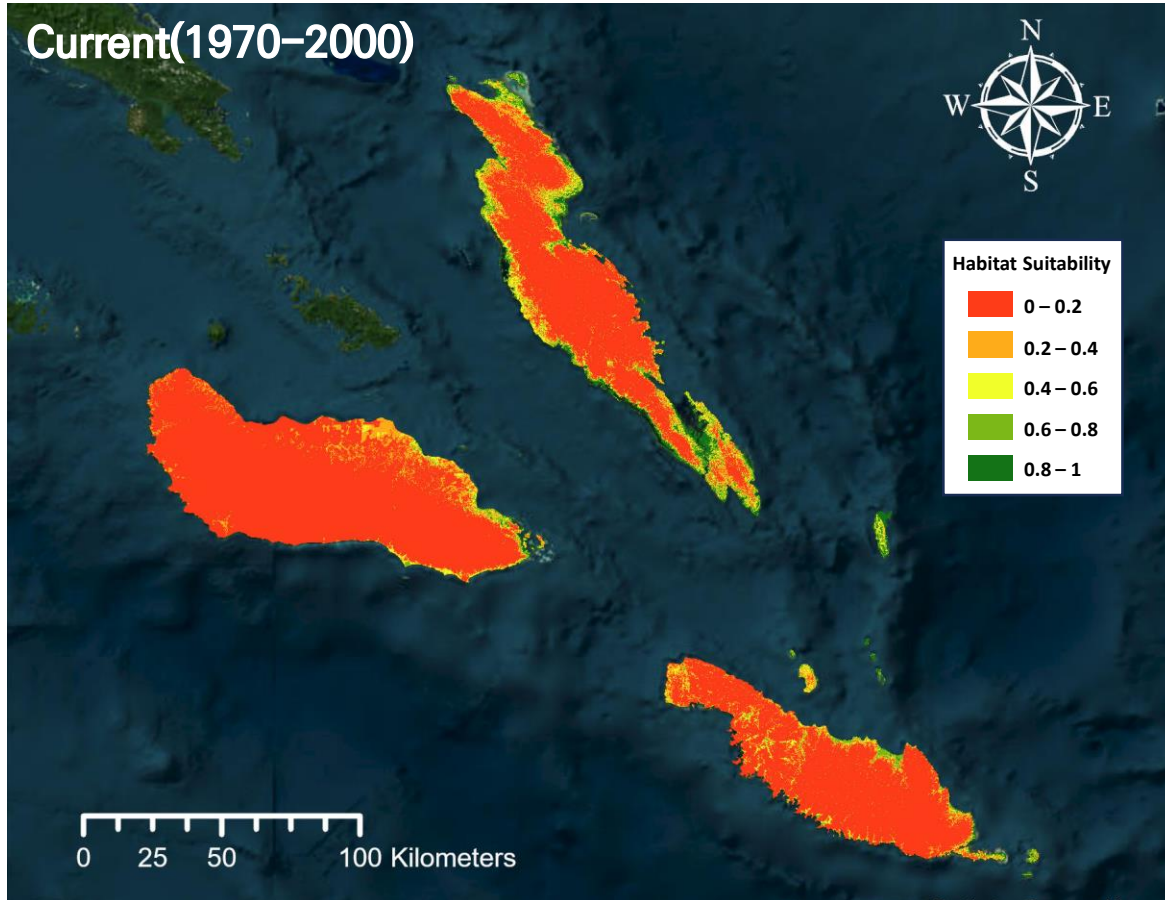 Current(1970-2000)
N
W E
S
Habitat Suitability
0 – 0.2
0.2 – 0.4
0.4 – 0.6
0.6 – 0.8
0.8 – 1
0 25 50 100 Kilometers